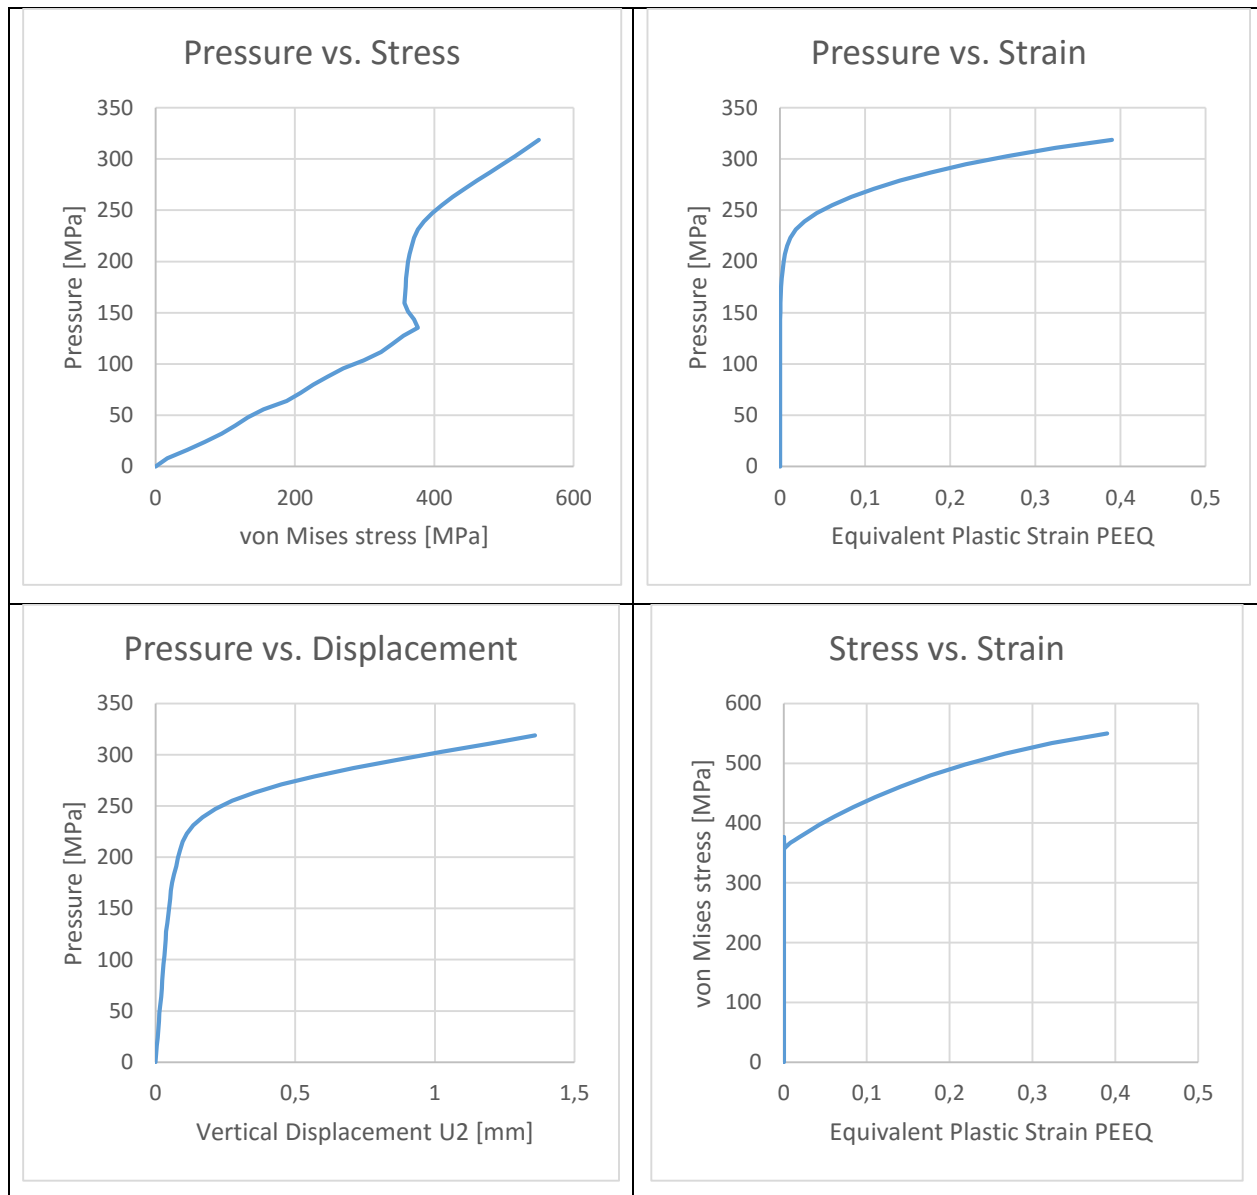 Pressure vs. Stress
350
300
250
200
150
100
50
0
0 200 400 600
Pressure [MPa]
von Mises stress [MPa]
Pressure vs. Strain
350
300
250
200
150
100
50
0
0 0,1 0,2 0,3 0,4 0,5
Pressure [MPa]
Equivalent Plastic Strain PEEQ
Pressure vs. Displacement
350
300
250
200
150
100
50
0
0 0,5 1 1,5
Pressure [MPa]
Vertical Displacement U2 [mm]
Stress vs. Strain
600
500
400
300
200
100
0
0 0,1 0,2 0,3 0,4 0,5
von Mises stress [MPa]
Equivalent Plastic Strain PEEQ